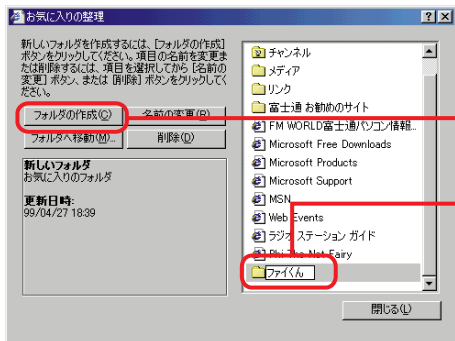 お気に入りの整理
新しいフォルダを作成するには、[フォルダの作成]
ボタンをクリックしてください。項目の名前を変更ま
たは削除するには、項目を選択してから [名前の
変更] ボタン、または [削除] ボタンをクリックしてく
ださい。
フォルダの作成(C)
名前の変更(R)
フォルダへ移動(M)...
削除(D)
新しいフォルダ
お気に入りのフォルダ
更新日時:
99/04/27 18:39
チャンネル
メディア
リンク
富士通 お勧めのサイト
FM WORLD富士通パソコン情報...
Microsoft Free Downloads
Microsoft Products
Microsoft Support
MSN
Web Events
ラジオ ステーション ガイド
Phi The Net Fairy
ファイくん
閉じる(L)